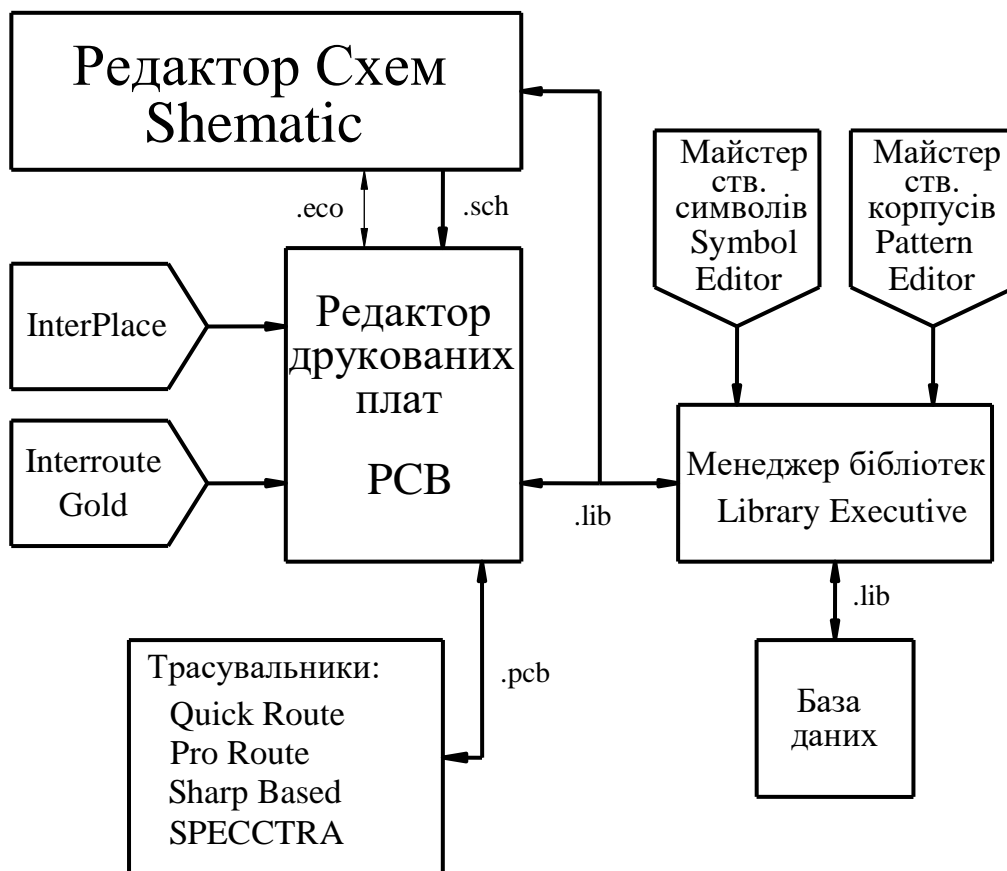 Редактор Схем
Shematic
.eco
.sch
Майстер
ств.
символів
Symbol
Editor
Майстер
ств.
корпусів
Pattern
Editor
InterPlace
Редактор
друкованих
плат
PCB
Interroute
Gold
.lib
Менеджер бібліотек
Library Executive
.lib
Трасувальники:
Quick Route
Pro Route
Sharp Based
SPECCTRA
.pcb
База
даних